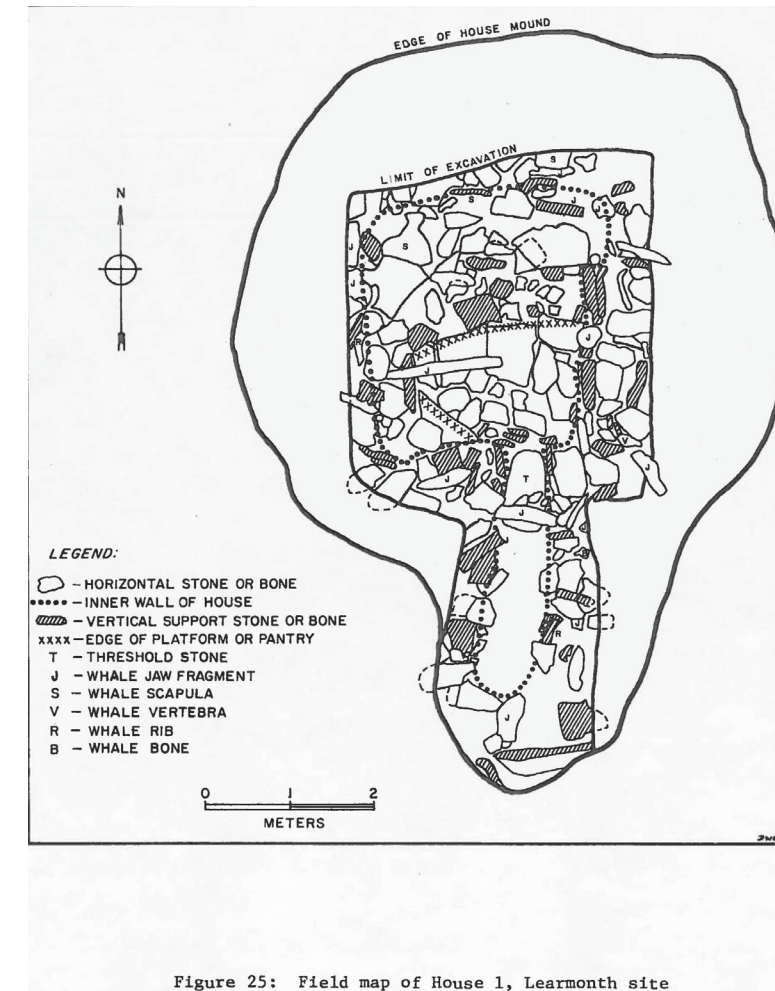 EDGE OF HOUSE MOUND
LIMIT OF EXCAVATION
N
S
S
J
J
J
J
S
J
J
R
J
J
V
J
J
T
J
B
R
J
LEGEND:
- HORIZONTAL STONE OR BONE
- INNER WALL OF HOUSE
- VERTICAL SUPPORT STONE OR BONE
xxxx - EDGE OF PLATFORM OR PANTRY
T - THRESHOLD STONE
J - WHALE JAW FRAGMENT
S - WHALE SCAPULA
V - WHALE VERTEBRA
R - WHALE RIB
B - WHALE BONE
0 1 2
METERS
Figure 25: Field map of House 1, Learmonth site